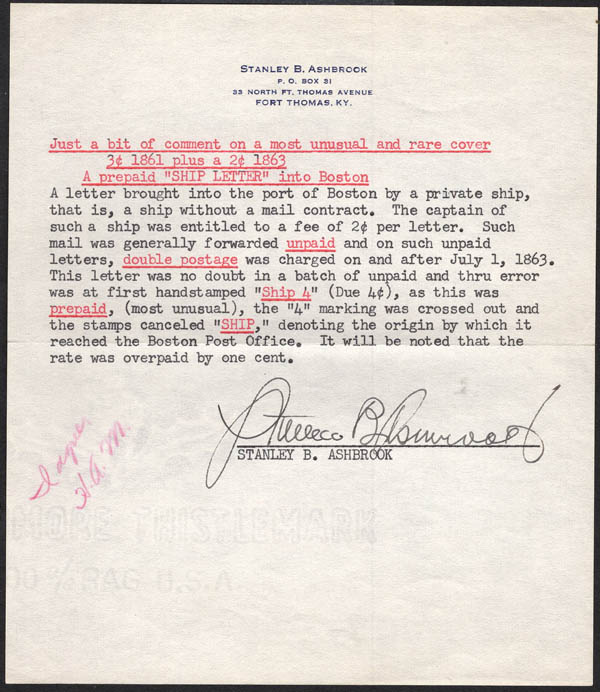 STANLEY B. ASHBROOK
P. O. BOX 31
33 NORTH FT. THOMAS AVENUE
FORT THOMAS, KY.
Just a bit of comment on a most unusual and rare cover
3¢ 1861 plus a 2¢ 1863
A prepaid "SHIP LETTER" into Boston
A letter brought into the port of Boston by a private ship,
that is, a ship without a mail contract. The captain of
such a ship was entitled to a fee of 2¢ per letter. Such
mail was generally forwarded unpaid and on such unpaid
letters, double postage was charged on and after July 1, 1863.
This letter was no doubt in a batch of unpaid and thru error
was at first handstamped "Ship 4" (Due 4¢), as this was
prepaid, (most unusual), the "4" marking was crossed out and
the stamps canceled "SHIP," denoting the origin by which it
reached the Boston Post Office. It will be noted that the
rate was overpaid by one cent.
Stanley B. Ashbrook
STANLEY B. ASHBROOK
H.A.M.
MORE THISTLEMARK
00 % RAG U.S.A.